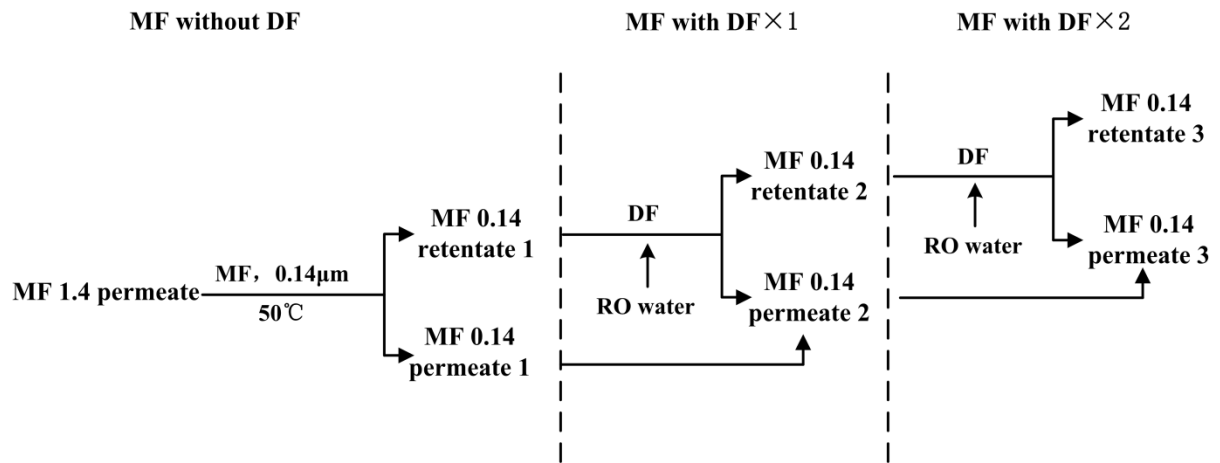 MF without DF
MF with DF×1
MF with DF×2
MF 1.4 permeate
MF，0.14μm
50℃
MF 0.14
retentate 1
MF 0.14
permeate 1
DF
RO water
MF 0.14
retentate 2
MF 0.14
permeate 2
DF
RO water
MF 0.14
retentate 3
MF 0.14
permeate 3